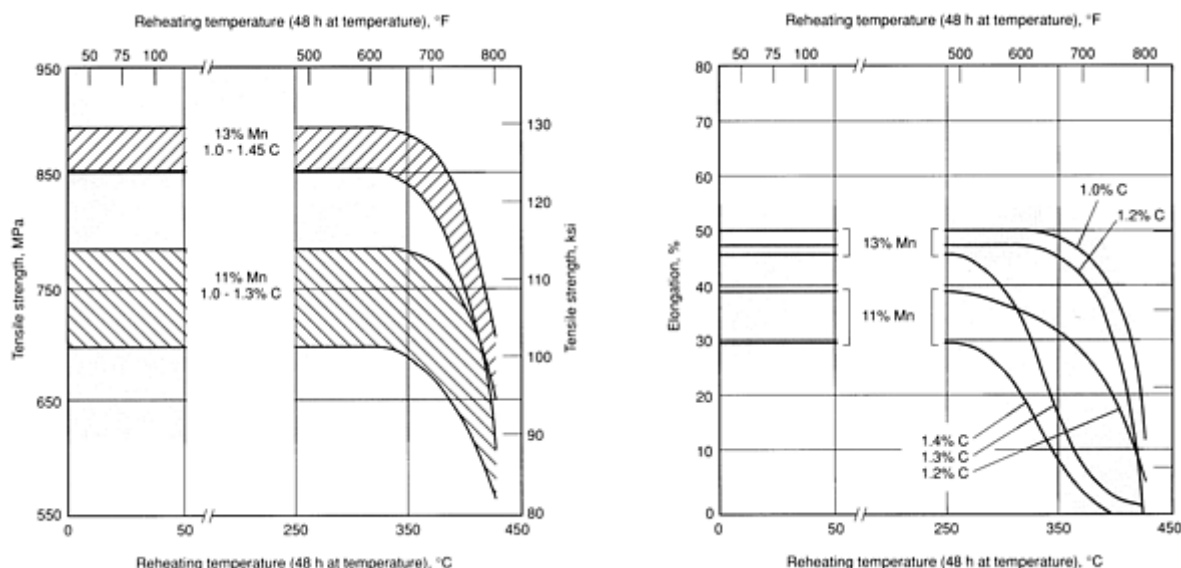 Reheating temperature (48 h at temperature), °F
50 75 100 500 600 700 800
950
850
750
650
550
Tensile strength, MPa
130
120
110
100
90
80
Tensile strength, ksi
13% Mn
1.0 - 1.45 C
11% Mn
1.0 - 1.3% C
0 50 250 350 450
Reheating temperature (48 h at temperature), °C
Reheating temperature (48 h at temperature), °F
50 75 100 500 600 700 800
80
70
60
50
40
30
20
10
0
Elongation, %
1.0% C
1.2% C
13% Mn
11% Mn
1.4% C
1.3% C
1.2% C
0 50 250 350 450
Reheating temperature (48 h at temperature), °C